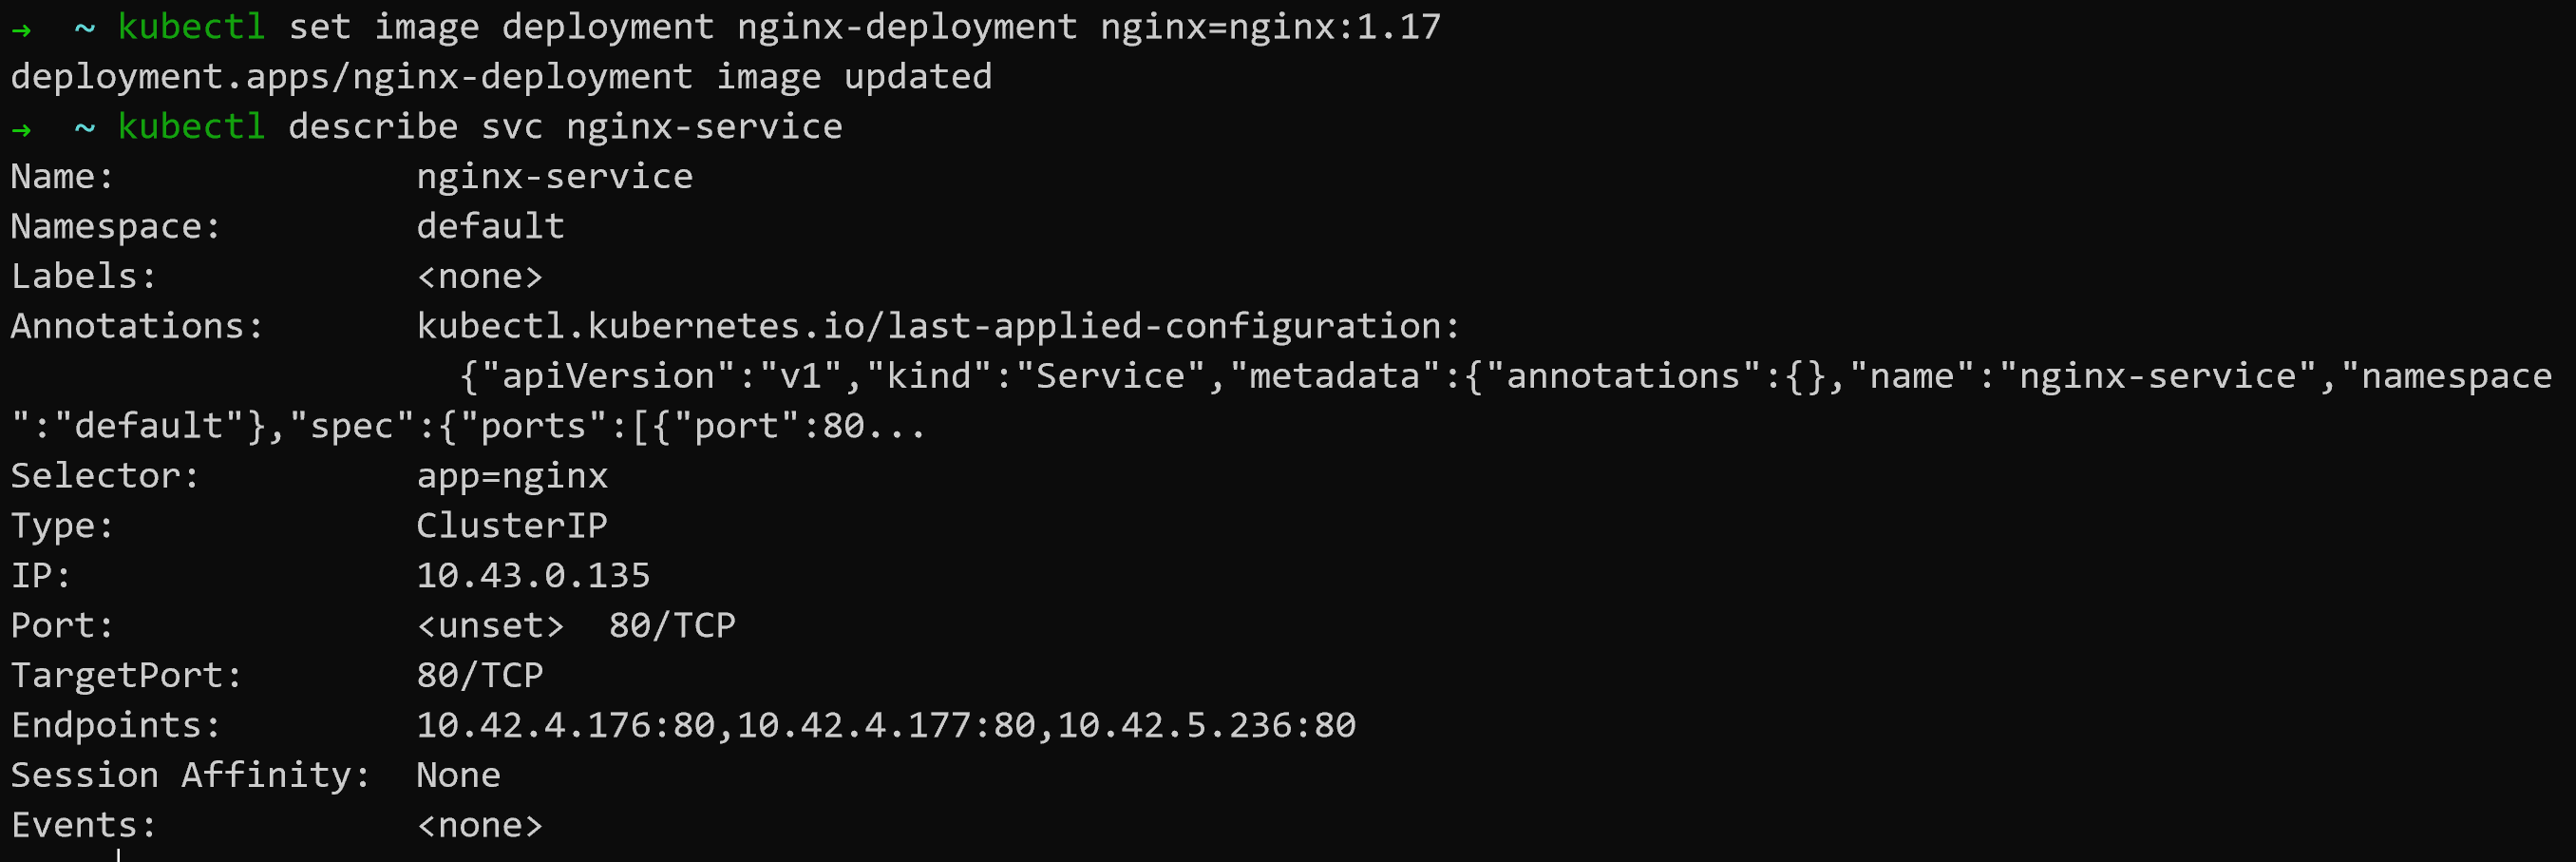 →  ~ kubectl set image deployment nginx-deployment nginx=nginx:1.17
deployment.apps/nginx-deployment image updated
→  ~ kubectl describe svc nginx-service
Name:              nginx-service
Namespace:         default
Labels:            <none>
Annotations:       kubectl.kubernetes.io/last-applied-configuration:
                     {"apiVersion":"v1","kind":"Service","metadata":{"annotations":{},"name":"nginx-service","namespace
":"default"},"spec":{"ports":[{"port":80...
Selector:          app=nginx
Type:              ClusterIP
IP:                10.43.0.135
Port:              <unset>  80/TCP
TargetPort:        80/TCP
Endpoints:         10.42.4.176:80,10.42.4.177:80,10.42.5.236:80
Session Affinity:  None
Events:            <none>